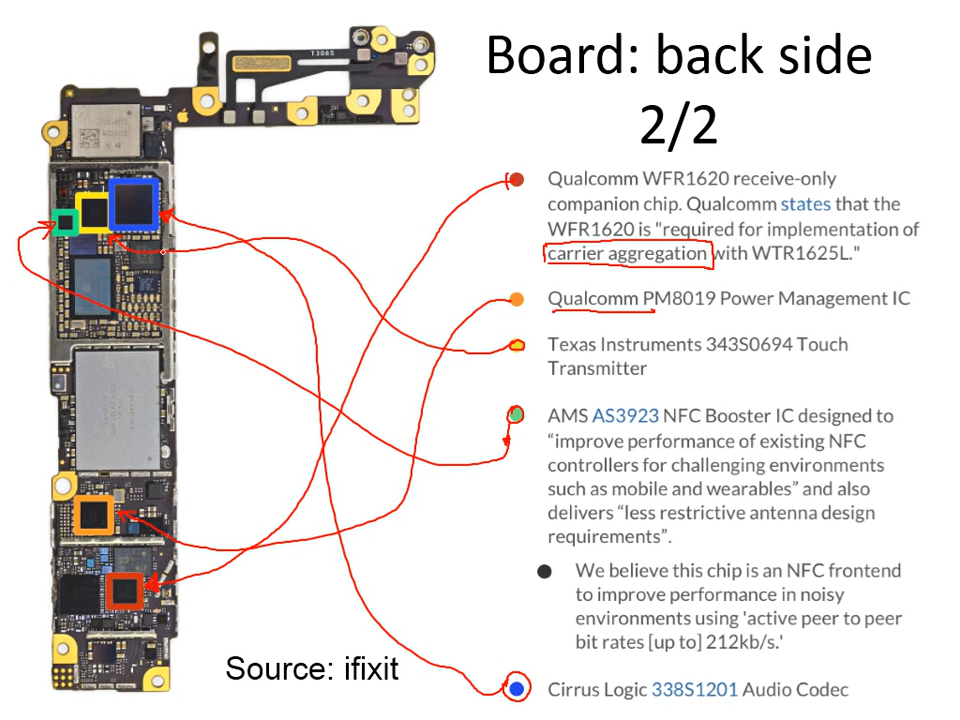 Board: back side
2/2
T308S
Qualcomm WFR1620 receive-only
companion chip. Qualcomm states that the
WFR1620 is "required for implementation of
carrier aggregation with WTR1625L."
Qualcomm PM8019 Power Management IC
Texas Instruments 343S0694 Touch
Transmitter
AMS AS3923 NFC Booster IC designed to
“improve performance of existing NFC
controllers for challenging environments
such as mobile and wearables” and also
delivers “less restrictive antenna design
requirements”.
We believe this chip is an NFC frontend
to improve performance in noisy
environments using 'active peer to peer
bit rates [up to] 212kb/s.'
Cirrus Logic 338S1201 Audio Codec
Source: ifixit